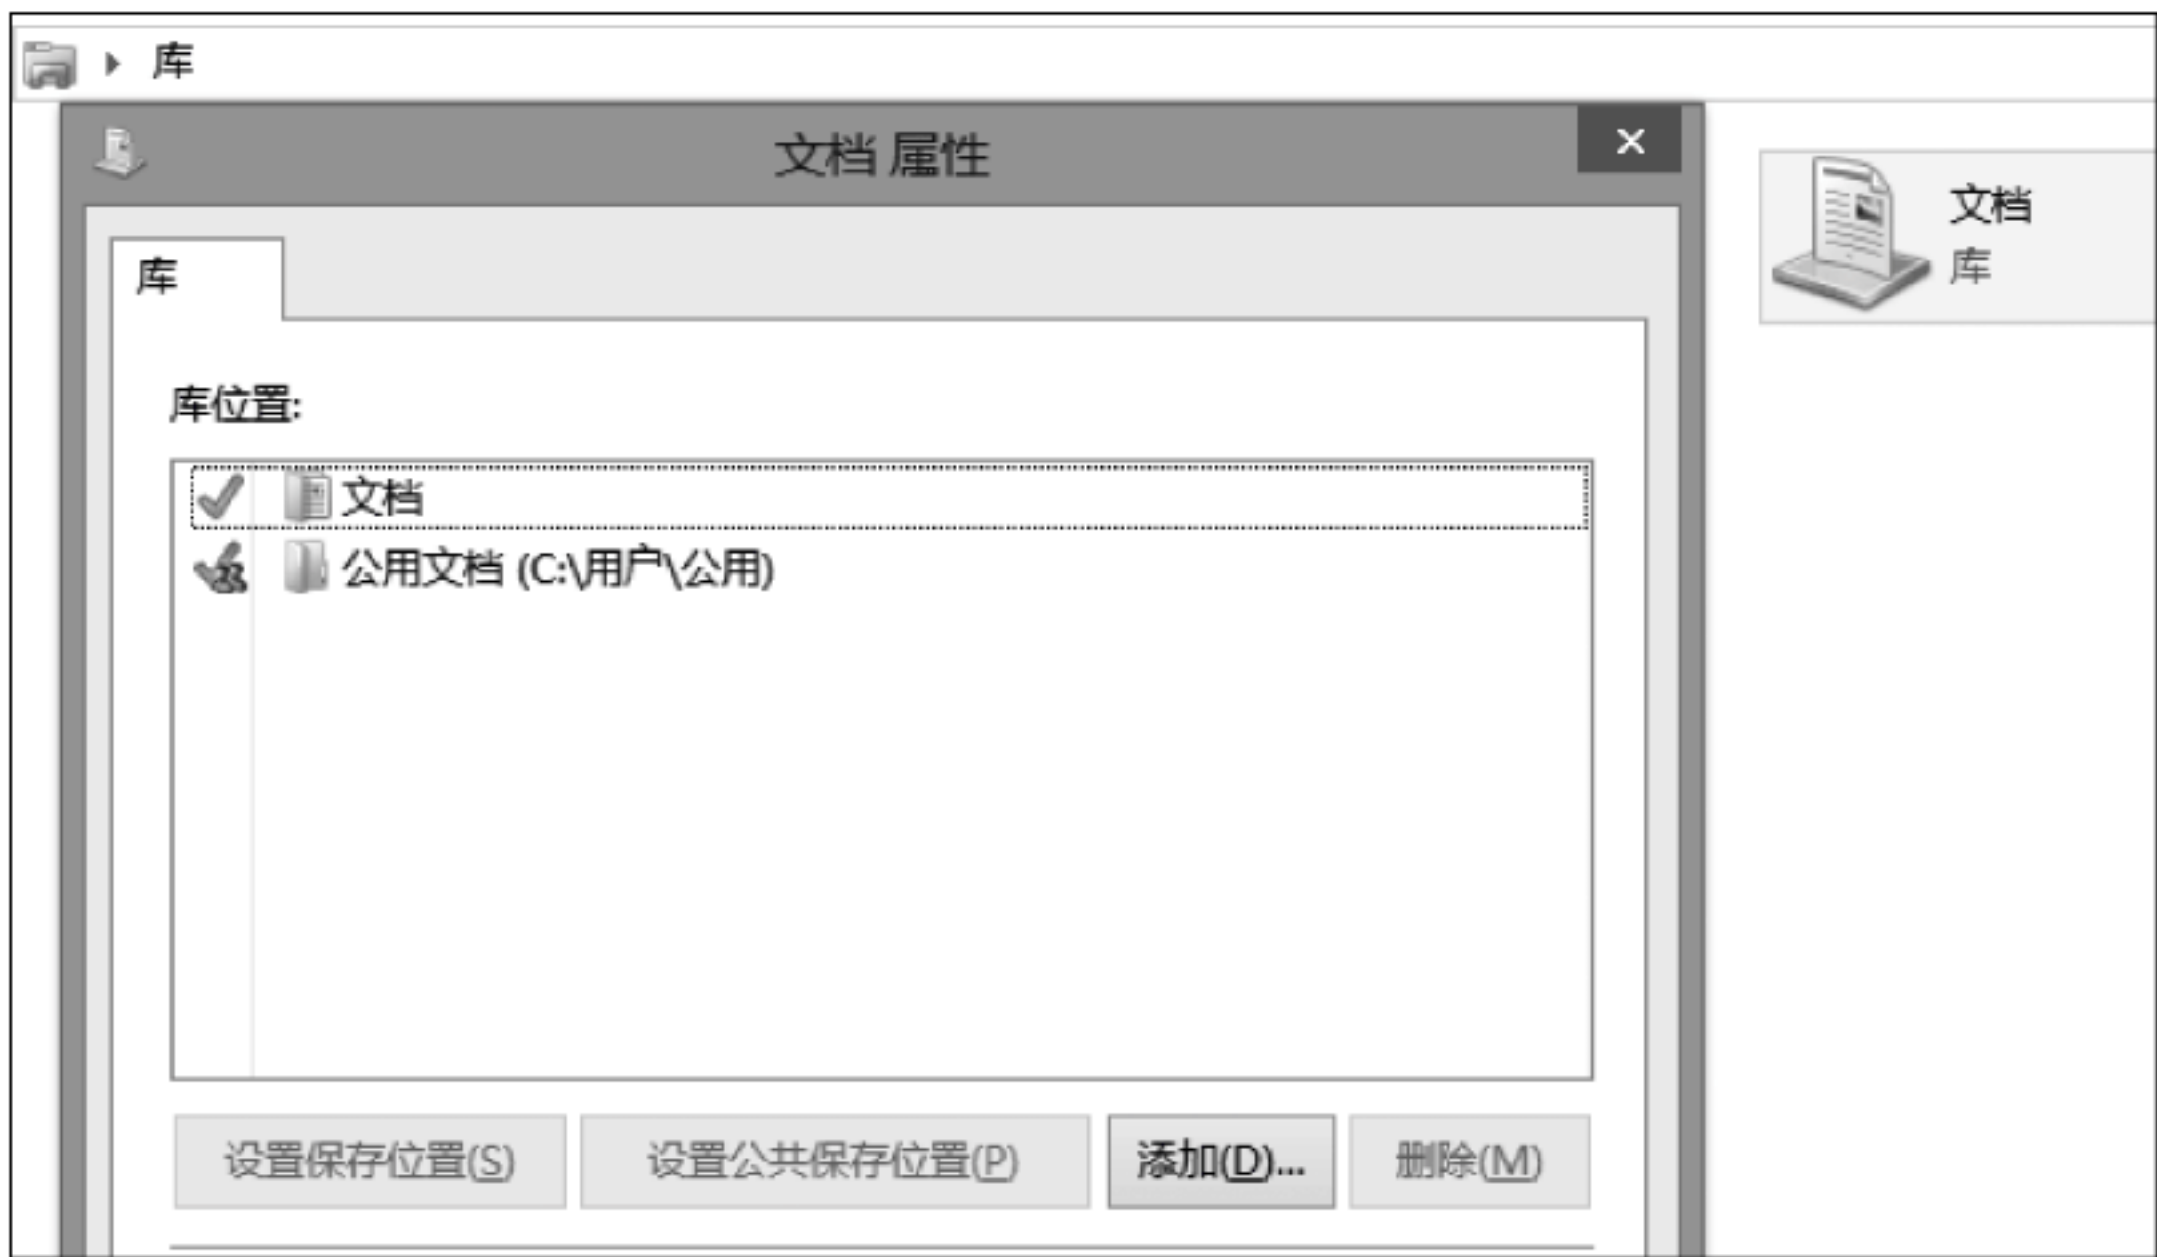 库
文档 属性
文档
库
库
库位置:
文档
公用文档 (C:\用户\公用)
设置保存位置(S) 设置公共保存位置(P) 添加(D)... 删除(M)